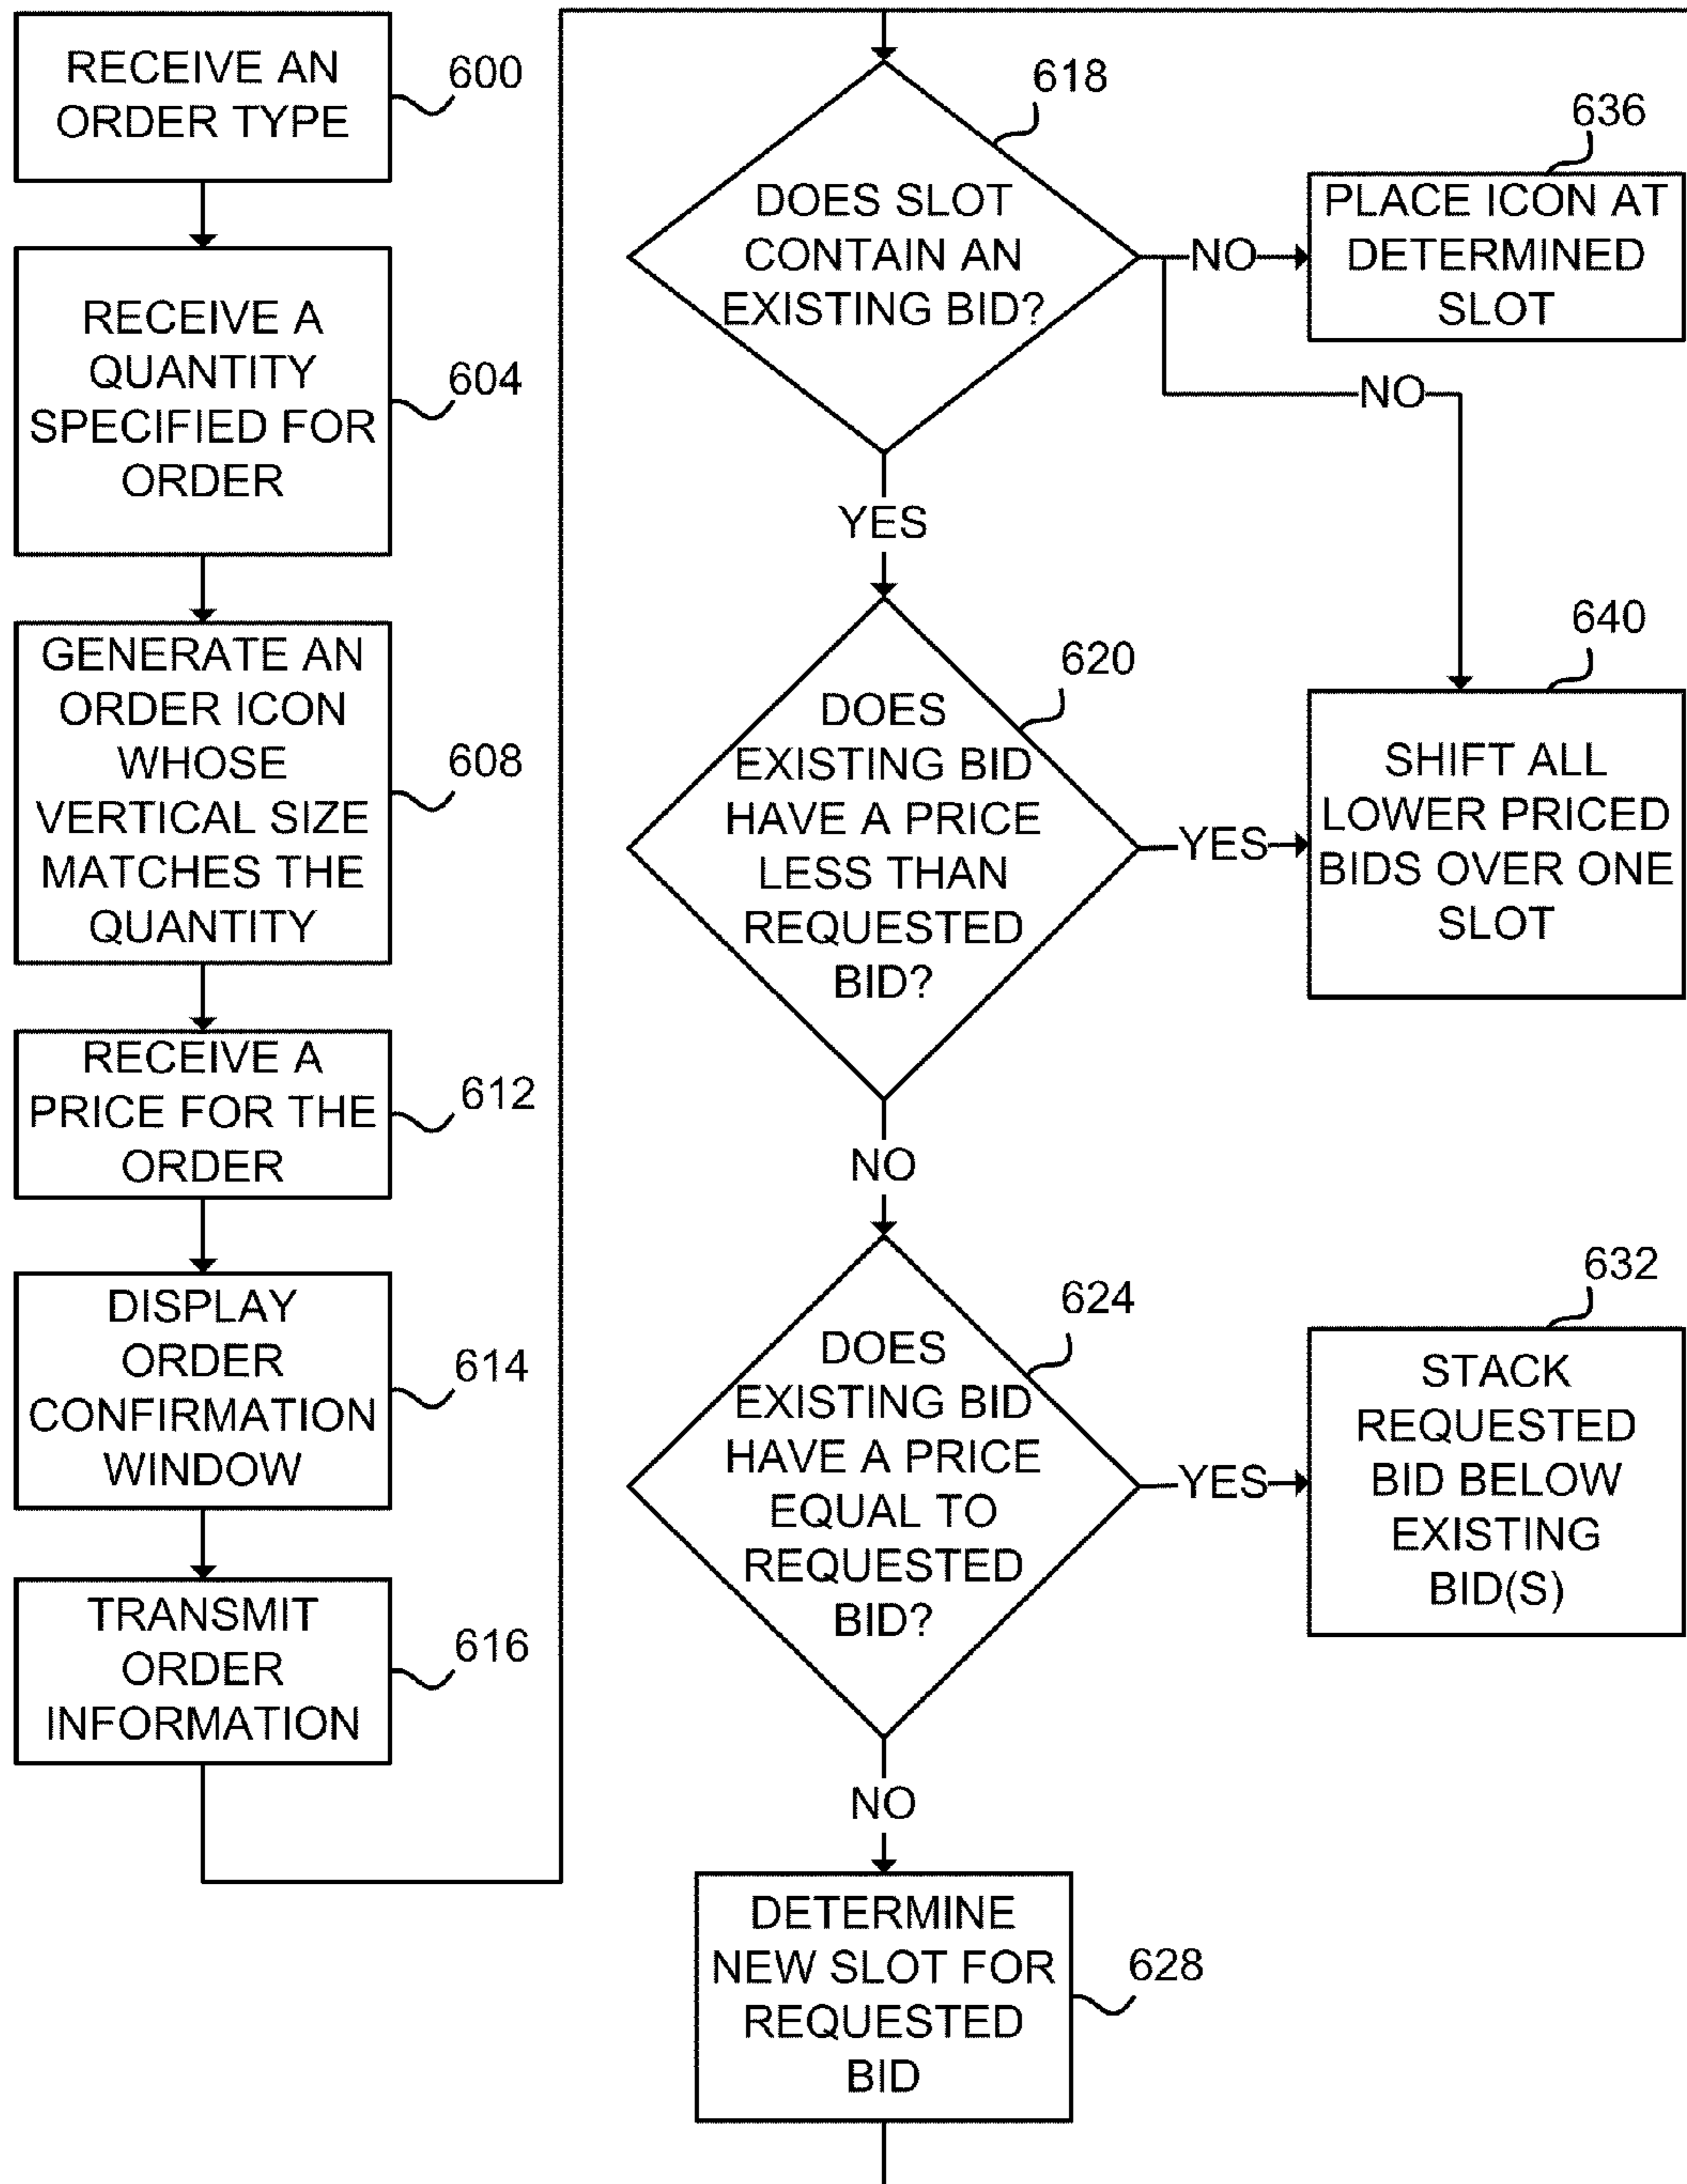 RECEIVE AN
ORDER TYPE
600
RECEIVE A
QUANTITY
SPECIFIED FOR
ORDER
604
GENERATE AN
ORDER ICON
WHOSE
VERTICAL SIZE
MATCHES THE
QUANTITY
608
RECEIVE A
PRICE FOR THE
ORDER
612
DISPLAY
ORDER
CONFIRMATION
WINDOW
614
TRANSMIT
ORDER
INFORMATION
616
618
DOES SLOT
CONTAIN AN
EXISTING BID?
NO
636
PLACE ICON AT
DETERMINED
SLOT
NO
YES
620
DOES
EXISTING BID
HAVE A PRICE
LESS THAN
REQUESTED
BID?
YES
640
SHIFT ALL
LOWER PRICED
BIDS OVER ONE
SLOT
NO
624
DOES
EXISTING BID
HAVE A PRICE
EQUAL TO
REQUESTED
BID?
YES
632
STACK
REQUESTED
BID BELOW
EXISTING
BID(S)
NO
DETERMINE
NEW SLOT FOR
REQUESTED
BID
628